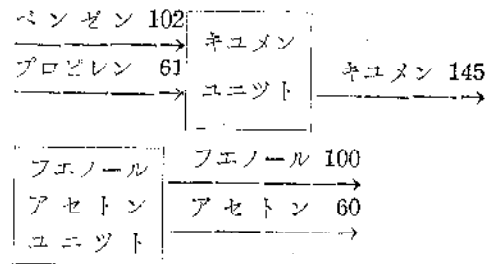 ベンゼン 102
プロピレン 61
キユメン
ユニツト
キユメン 145
フエノール
アセトン
ユニツト
フエノール 100
アセトン 60